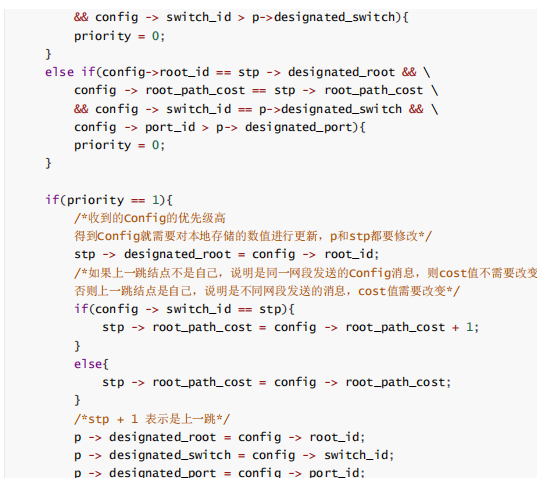 && config -> switch_id > p->designated_switch){
priority = 0;
}
else if(config->root_id == stp -> designated_root && \
config -> root_path_cost == stp -> root_path_cost \
&& config -> switch_id == p->designated_switch && \
config -> port_id > p-> designated_port){
priority = 0;
}
if(priority == 1){
/*收到的Config的优先级高
得到Config就需要对本地存储的数值进行更新，p和stp都要修改*/
stp -> designated_root = config -> root_id;
/*如果上一跳结点不是自己，说明是同一网段发送的Config消息，则cost值不需要改变
否则上一跳结点是自己，说明是不同网段发送的消息，cost值需要改变*/
if(config -> switch_id == stp){
stp -> root_path_cost = config -> root_path_cost + 1;
}
else{
stp -> root_path_cost = config -> root_path_cost;
}
/*stp + 1 表示是上一跳*/
p -> designated_root = config -> root_id;
p -> designated_switch = config -> switch_id;
p -> designated_port = config -> port_id;